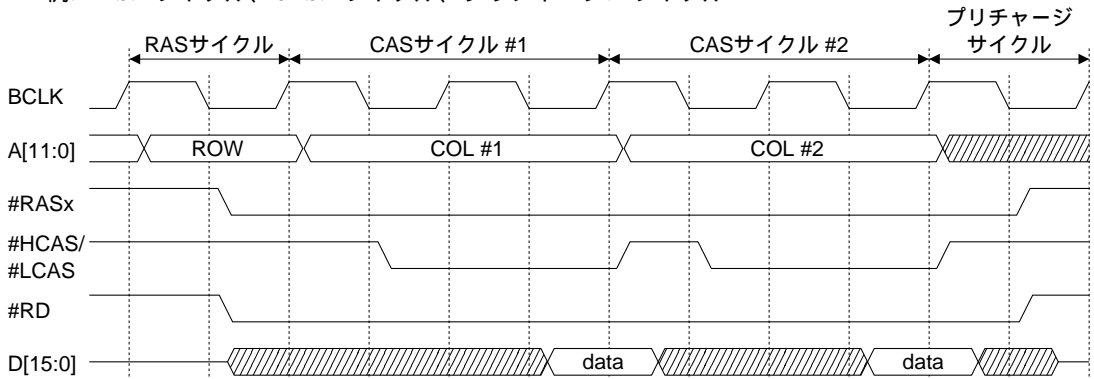 プリチャージ
サイクル
RASサイクル
CASサイクル #1
CASサイクル #2
BCLK
A[11:0]
ROW
COL #1
COL #2
#RASx
#HCAS/
#LCAS
#RD
D[15:0]
data
data